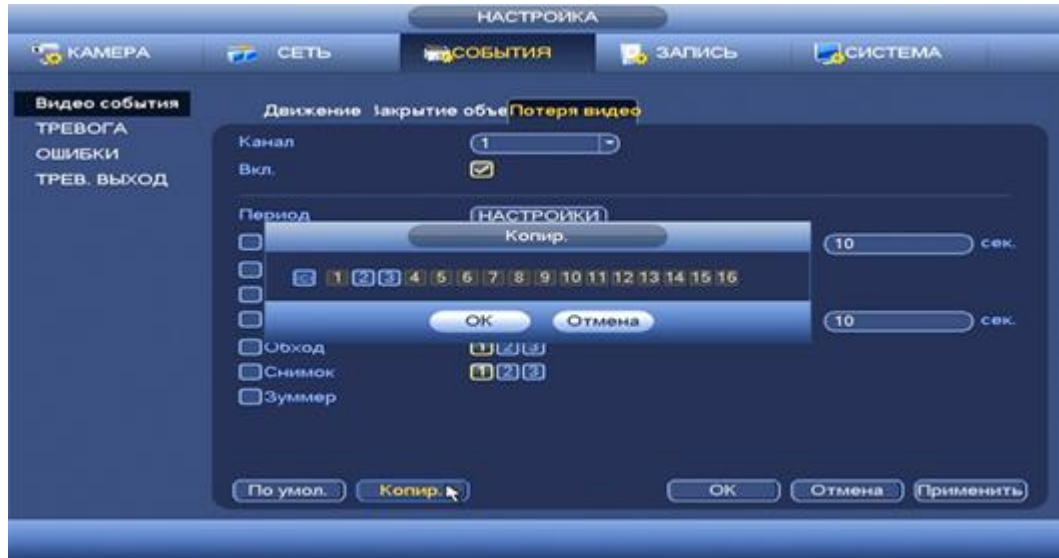 НАСТРОЙКА
КАМЕРА СЕТЬ СОБЫТИЯ ЗАПИСЬ СИСТЕМА
Видео события
ТРЕВОГА
ОШИБКИ
ТРЕВ. ВЫХОД
Движение Закрытие объе Потеря видео
Канал 1
Вкл.
Период НАСТРОЙКИ
Копир.
10 сек.
1 2 3 4 5 6 7 8 9 10 11 12 13 14 15 16
ОК Отмена
10 сек.
Обход 1 2 3
Снимок 1 2 3
Зуммер
По умол. Копир. ОК Отмена Применить